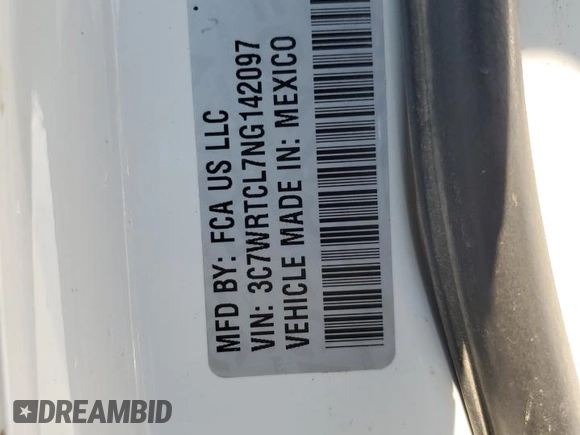 MFD BY: FCA US LLC
VIN: 3C7WRTCL7NG142097
VEHICLE MADE IN: MEXICO
DREAMBID